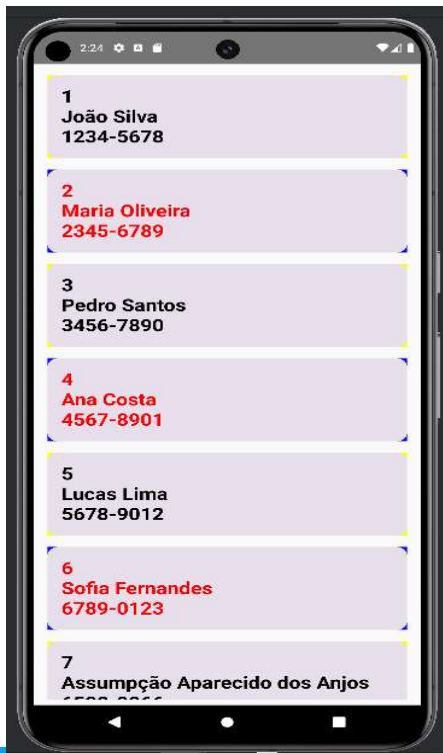 2:24
1
João Silva
1234-5678
2
Maria Oliveira
2345-6789
3
Pedro Santos
3456-7890
4
Ana Costa
4567-8901
5
Lucas Lima
5678-9012
6
Sofia Fernandes
6789-0123
7
Assumpção Aparecido dos Anjos